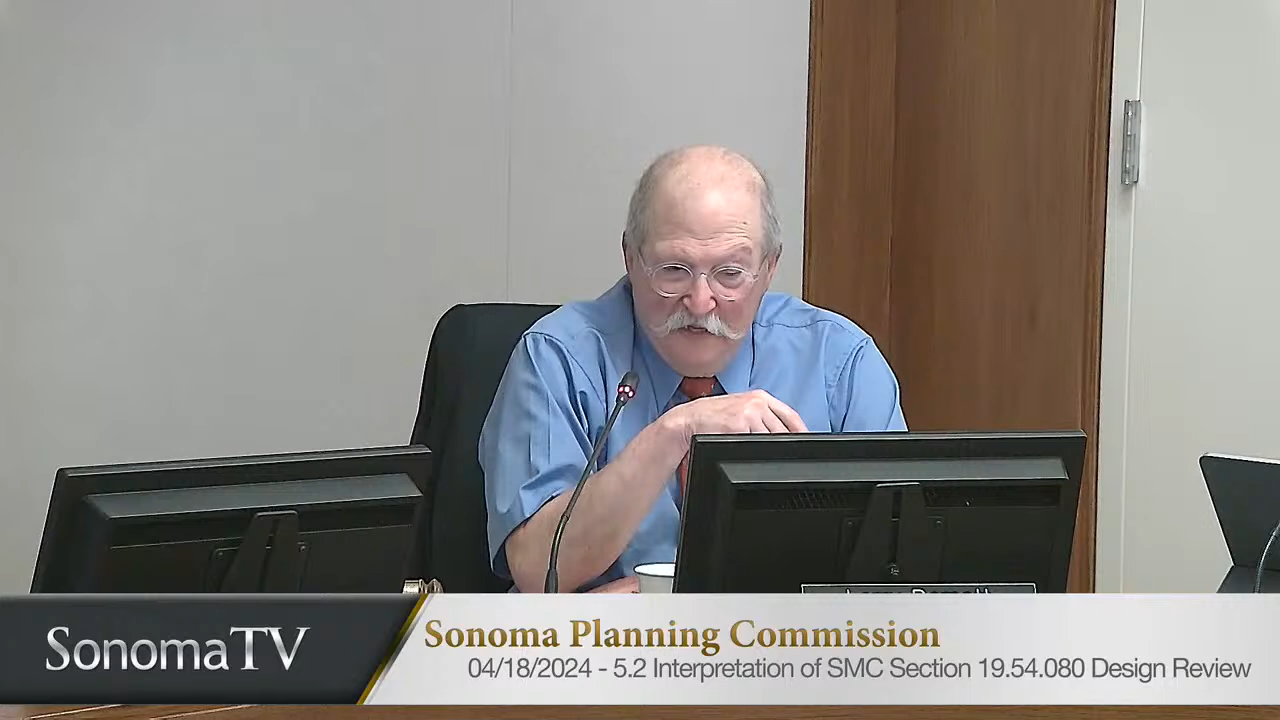 SonomaTV
Sonoma Planning Commission
04/18/2024 - 5.2 Interpretation of SMC Section 19.54.080 Design Review